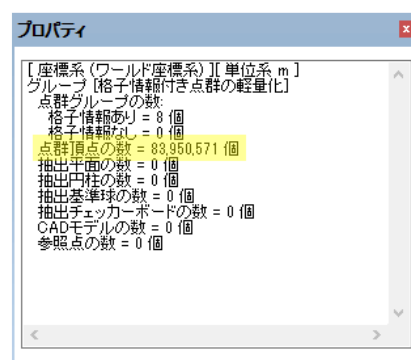 プロパティ
[ 座標系 (ワールド座標系) ][ 単位系 m ]
グループ [格子情報付き点群の軽量化]
点群グループの数:
格子情報あり = 8 個
格子情報なし = 0 個
点群頂点の数 = 83,950,571 個
抽出平面の数 = 0 個
抽出円柱の数 = 0 個
抽出基準球の数 = 0 個
抽出チェッカーボードの数 = 0 個
CADモデルの数 = 0 個
参照点の数 = 0 個